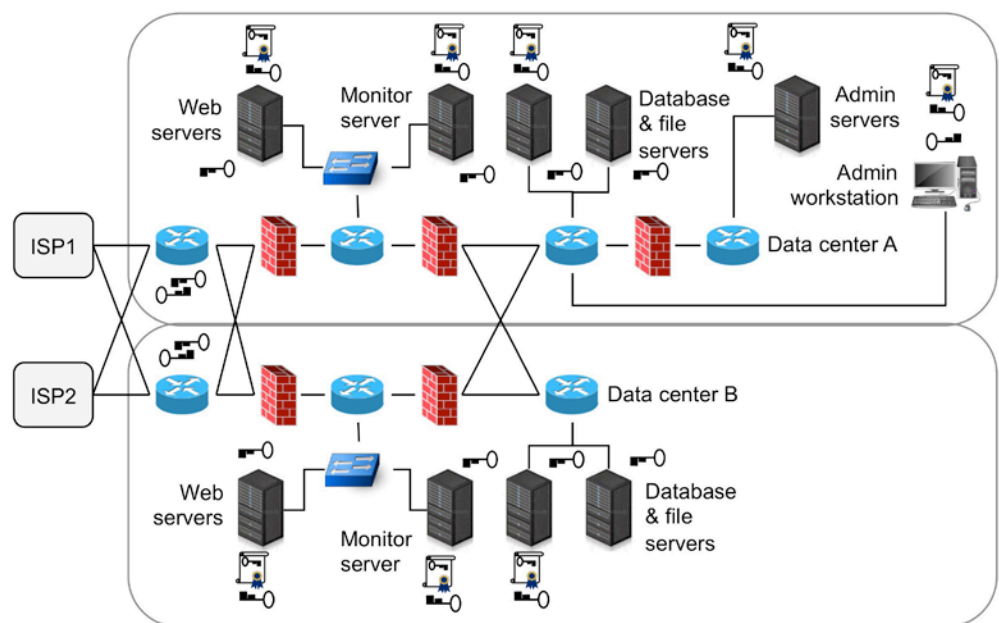 Web
servers
Monitor
server
Database
& file
servers
Admin
servers
Admin
workstation
ISP1
Data center A
ISP2
Data center B
Web
servers
Monitor
server
Database
& file
servers